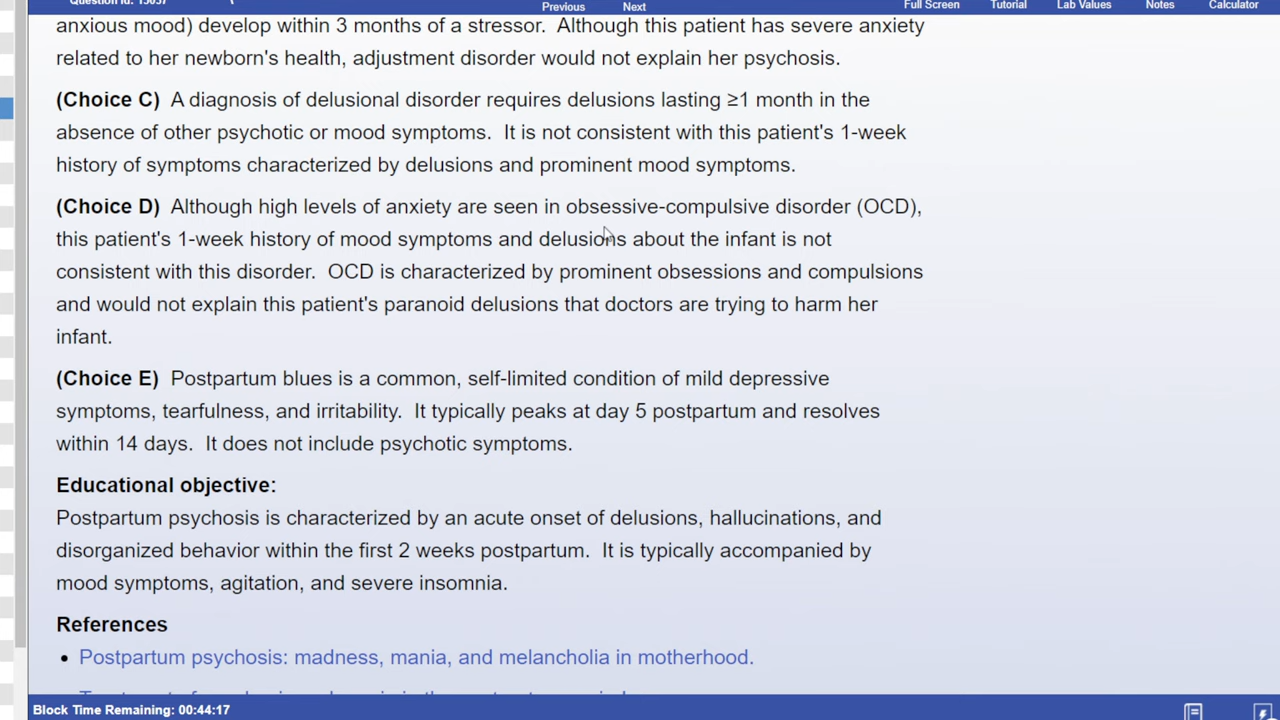 Previous
Next
Full Screen
Tutorial
Lab Values
Notes
Calculator
anxious mood) develop within 3 months of a stressor. Although this patient has severe anxiety
related to her newborn's health, adjustment disorder would not explain her psychosis.
(Choice C) A diagnosis of delusional disorder requires delusions lasting ≥1 month in the
absence of other psychotic or mood symptoms. It is not consistent with this patient's 1-week
history of symptoms characterized by delusions and prominent mood symptoms.
(Choice D) Although high levels of anxiety are seen in obsessive-compulsive disorder (OCD),
this patient's 1-week history of mood symptoms and delusions about the infant is not
consistent with this disorder. OCD is characterized by prominent obsessions and compulsions
and would not explain this patient's paranoid delusions that doctors are trying to harm her
infant.
(Choice E) Postpartum blues is a common, self-limited condition of mild depressive
symptoms, tearfulness, and irritability. It typically peaks at day 5 postpartum and resolves
within 14 days. It does not include psychotic symptoms.
Educational objective:
Postpartum psychosis is characterized by an acute onset of delusions, hallucinations, and
disorganized behavior within the first 2 weeks postpartum. It is typically accompanied by
mood symptoms, agitation, and severe insomnia.
References
• Postpartum psychosis: madness, mania, and melancholia in motherhood.
Block Time Remaining: 00:44:17